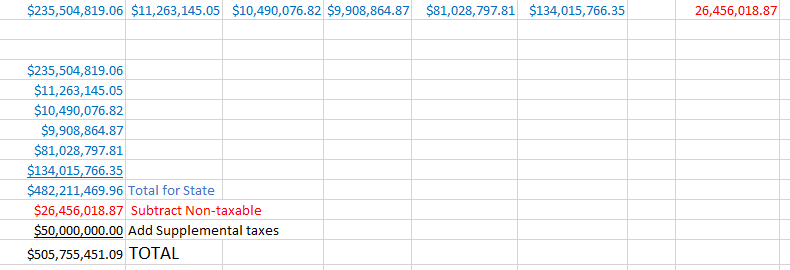 $235,504,819.06 $11,263,145.05 $10,490,076.82 $9,908,864.87 $81,028,797.81 $134,015,766.35 26,456,018.87
$235,504,819.06
$11,263,145.05
$10,490,076.82
$9,908,864.87
$81,028,797.81
$134,015,766.35
$482,211,469.96 Total for State
$26,456,018.87 Subtract Non-taxable
$50,000,000.00 Add Supplemental taxes
$505,755,451.09 TOTAL